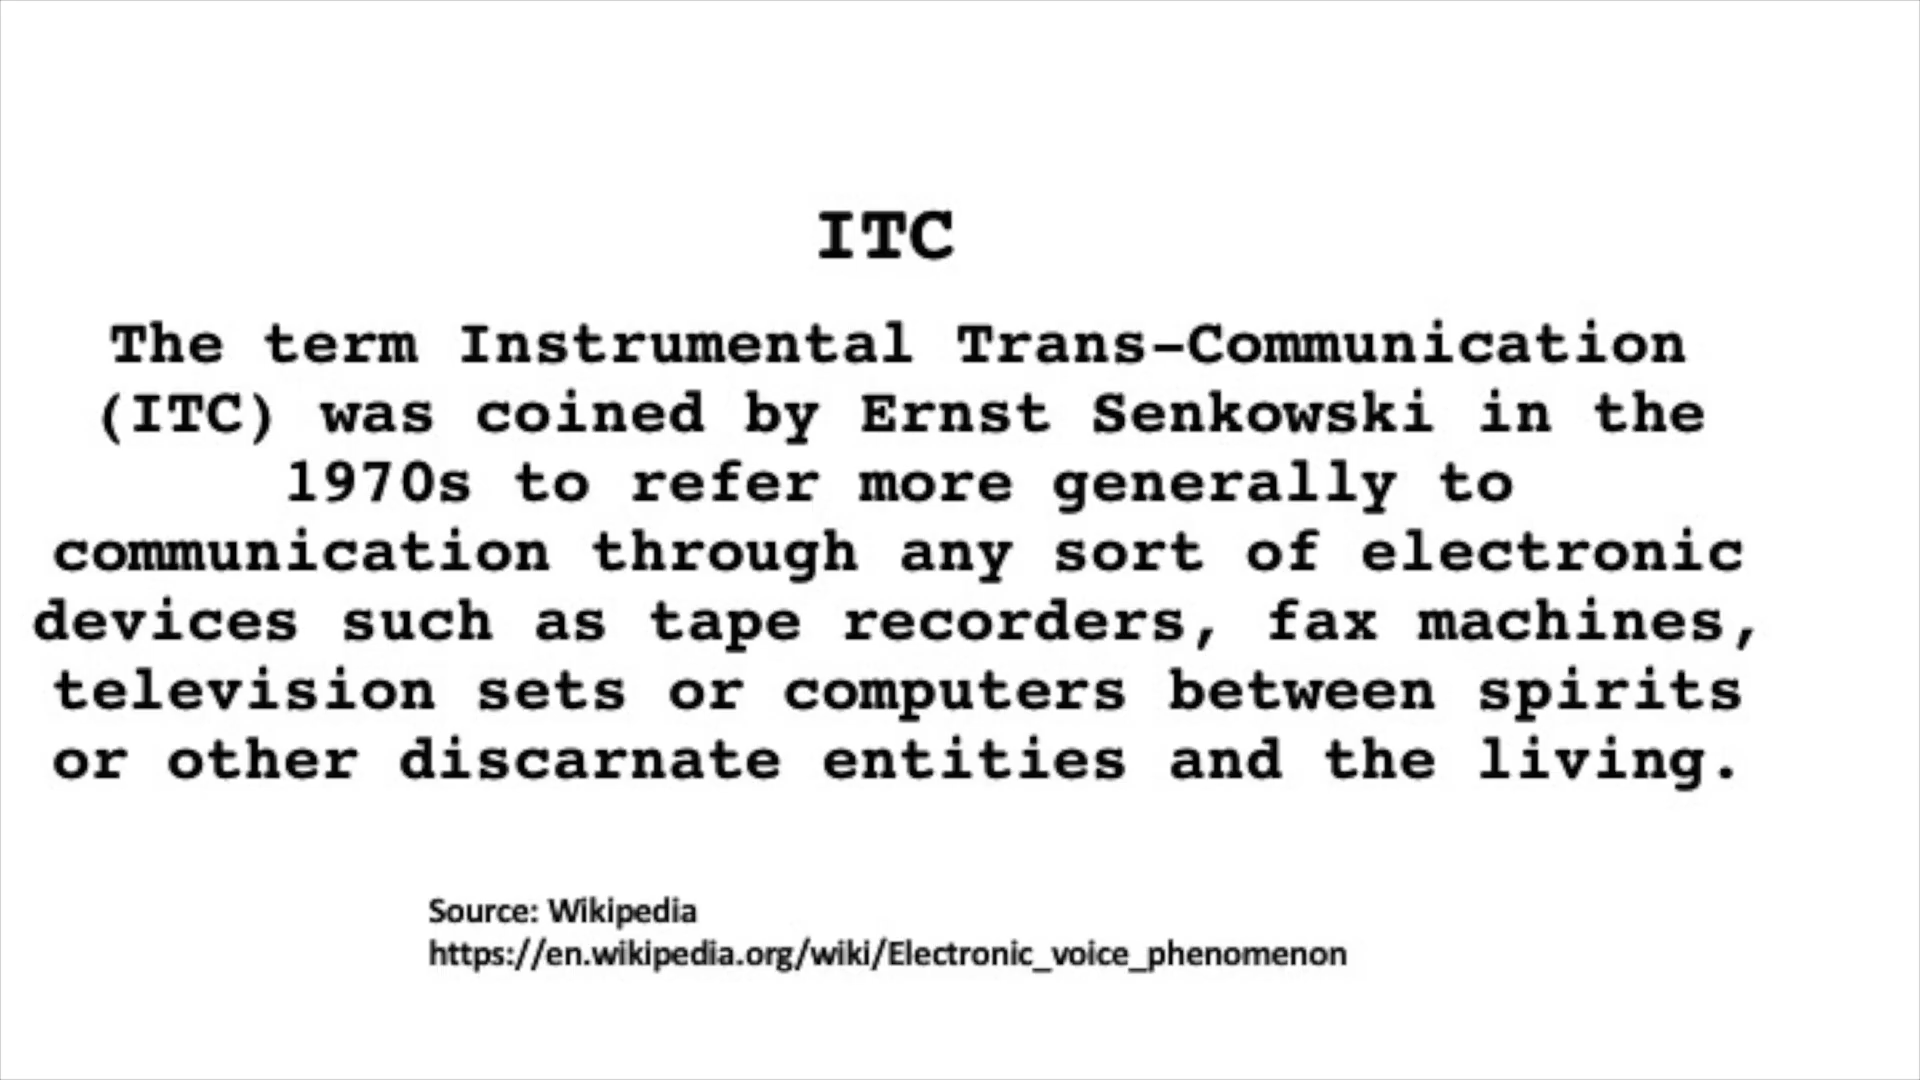 ITC
The term Instrumental Trans-Communication
(ITC) was coined by Ernst Senkowski in the
1970s to refer more generally to
communication through any sort of electronic
devices such as tape recorders, fax machines,
television sets or computers between spirits
or other discarnate entities and the living.
Source: Wikipedia
https://en.wikipedia.org/wiki/Electronic_voice_phenomenon